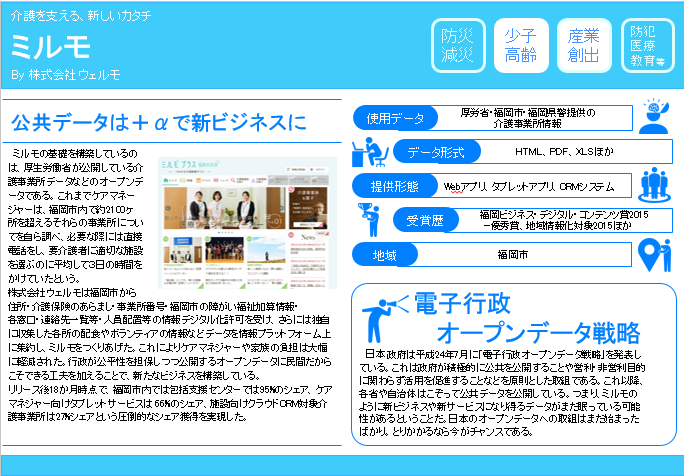 介護を支える、新しいカタチ
ミルモ
By 株式会社ウェルモ
防災
減災
少子
高齢
産業
創出
防犯
医療
教育等
公共データは＋αで新ビジネスに
ミルモの基礎を構築しているの
は、厚生労働省が公開している介
護事業所データなどのオープンデ
ータである。これまでケアマネー
ジャーは、福岡市内で約2100ヶ
所を超えるそれらの事業所につい
てを自ら調べ、必要な際には直接
電話をし、要介護者に適切な施設
を選ぶのに平均して3日の時間を
かけていたという。
株式会社ウェルモは福岡市から
住所・介護保険のあらまし・事業所番号・福岡市の障がい福祉加算情報・
各窓口・連絡先一覧等・人員配置等の情報デジタル化許可を受け、さらには独自
に収集した各所の配食やボランティアの情報などデータを情報プラットフォーム上
に集約し、ミルモをつくりあげた。これによりケアマネジャーや家族の負担は大幅
に軽減された。行政が公平性を担保しつつ公開するオープンデータに民間だから
こそできる工夫を加えることで、新たなビジネスを構築している。
リリース後18か月時点で、福岡市内では包括支援センターでは95%のシェア、ケア
マネジャー向けタブレットサービスは66%のシェア、施設向けクラウドCRM対象介
護事業所は27%シェアという圧倒的なシェア獲得を実現した。
ミルモプラス
使用データ
厚労省・福岡市・福岡県警提供の
介護事業所情報
データ形式
HTML、PDF、XLSほか
提供形態
Webアプリ,タブレットアプリ,CRMシステム
受賞歴
福岡ビジネス・デジタル・コンテンツ賞2015
ー優秀賞、地域情報化対象2015ほか
地域
福岡市
電子行政
オープンデータ戦略
日本政府は平成24年7月に「電子行政オープンデータ戦略」を発表し
ている。これは政府が積極的に公共を公開することや営利・非営利目的
に関わらず活用を促進することなどを原則とした取組である。これ以降、
各省や自治体はこぞって公共データを公開している。つまり、ミルモの
ように新ビジネスや新サービスになり得るデータがまだ眠っている可能
性があるということだ。日本のオープンデータへの取組はまだ始まった
ばかり。とりかかるなら今がチャンスである。